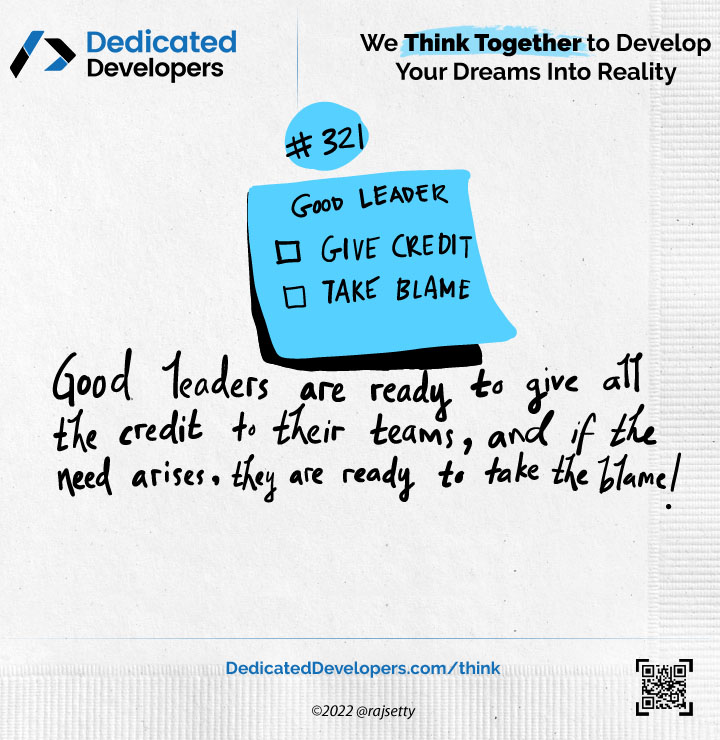 Dedicated
Developers
We Think Together to Develop
Your Dreams Into Reality
# 321
GOOD LEADER
GIVE CREDIT
TAKE BLAME
Good leaders are ready to give all
the credit to their teams, and if the
need arises, they are ready to take the blame!
DedicatedDevelopers.com/think
©2022 @rajsetty